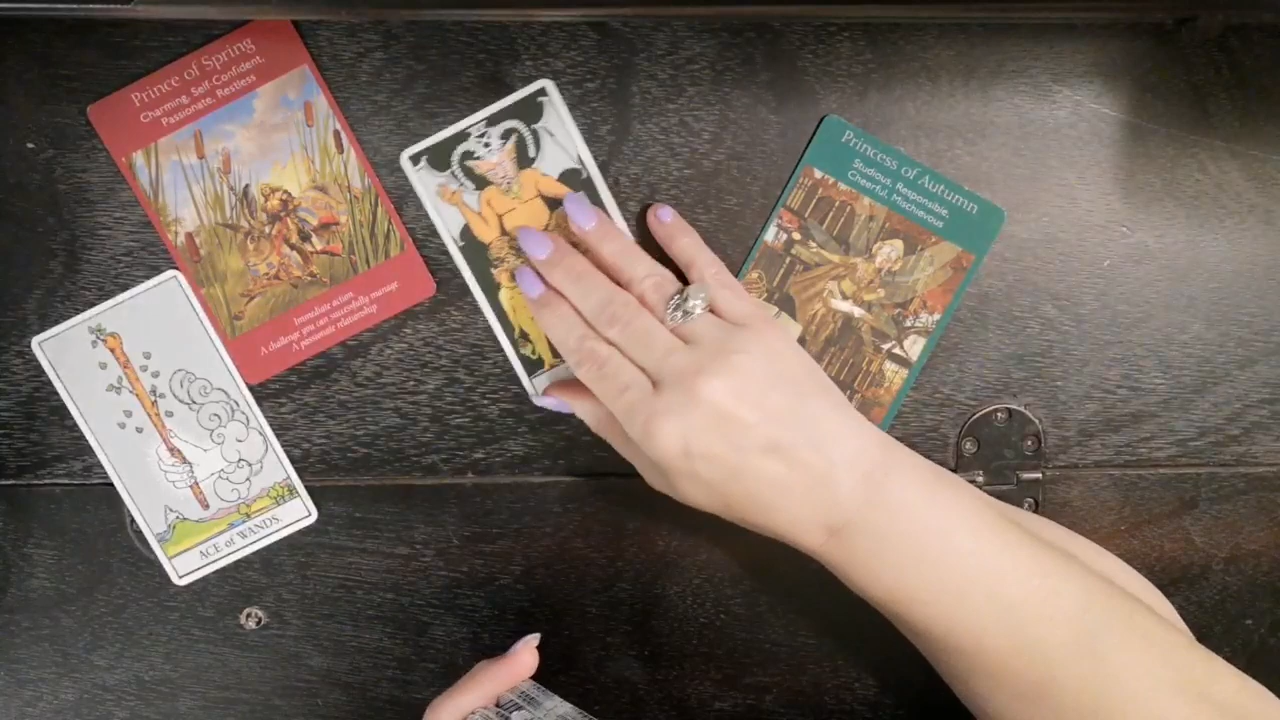 Prince of Spring
Charming, Self-Confident,
Passionate, Restless
Immediate action.
A challenge you can successfully manage
A passionate relationship
ACE of WANDS.
Princess of Autumn
Studious, Responsible,
Cheerful, Mischievous